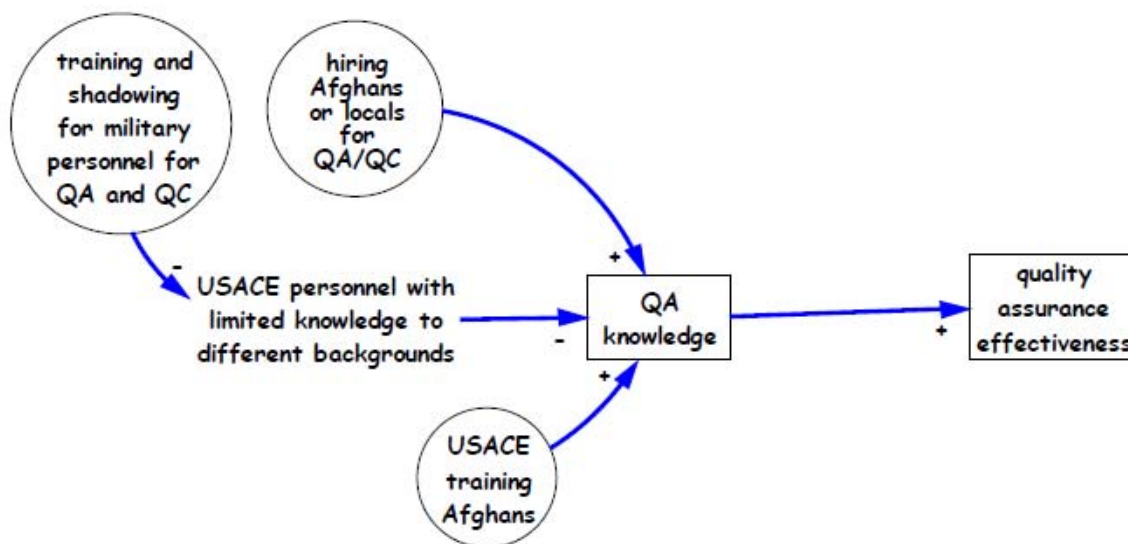 training and
shadowing
for military
personnel for
QA and QC
hiring
Afghans
or locals
for
QA/QC
-
USACE personnel with
limited knowledge to
different backgrounds
-
+
QA
knowledge
+
quality
assurance
effectiveness
+
USACE
training
Afghans